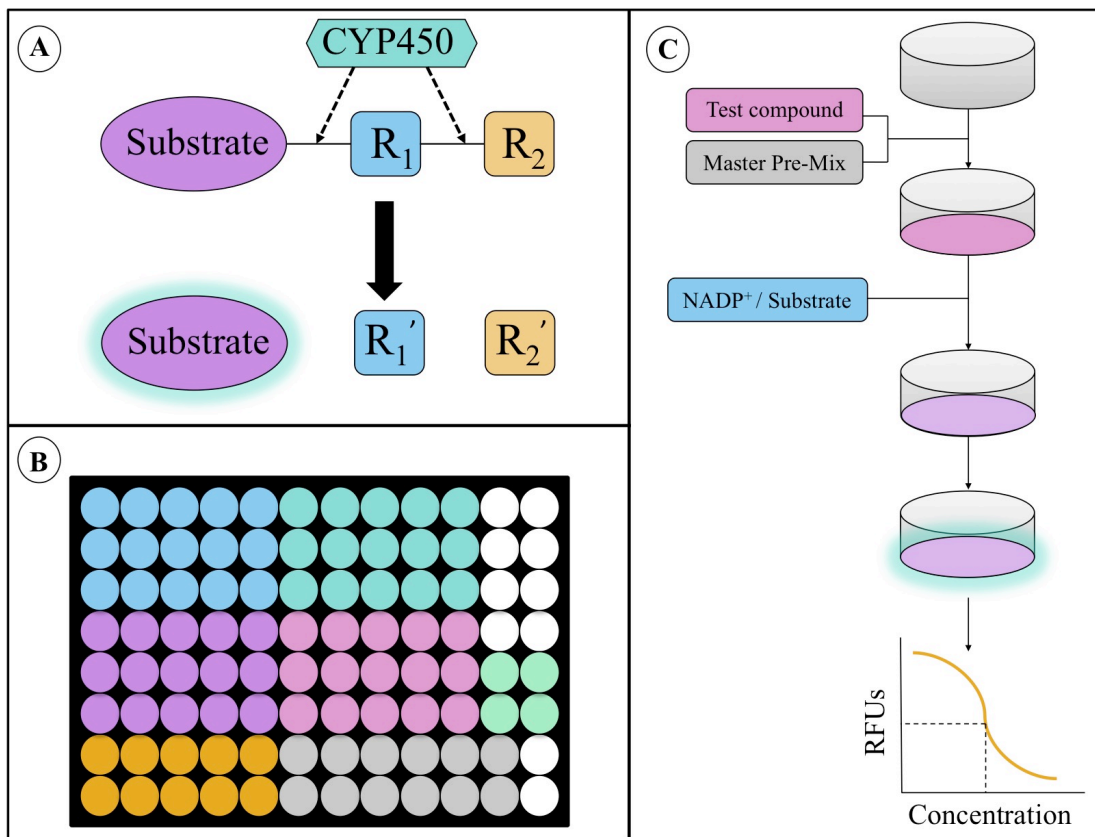 A
CYP450
Substrate
R₁
R₂
Substrate
R₁′
R₂′
B
C
Test compound
Master Pre-Mix
NADP⁺ / Substrate
RFUs
Concentration